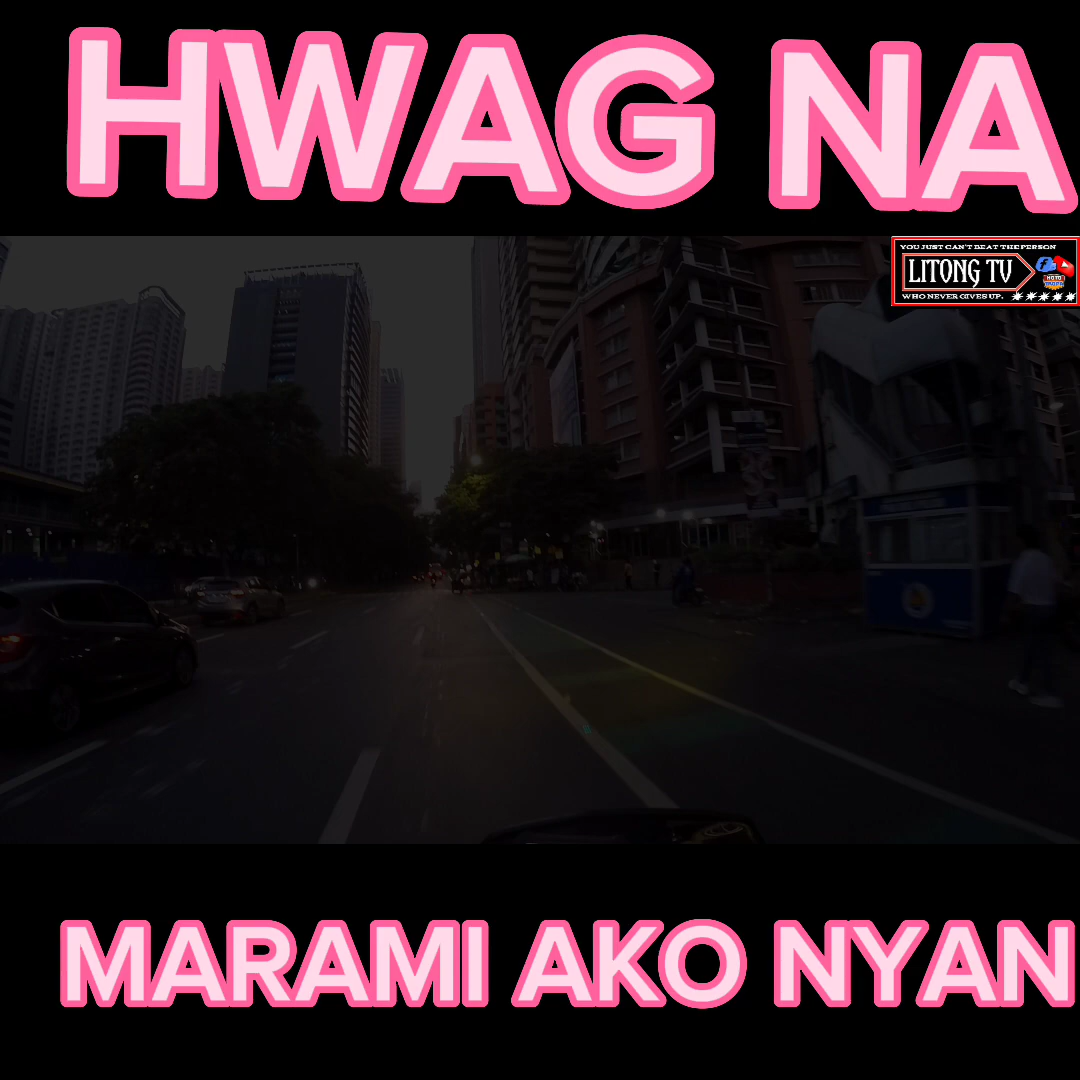 HWAG NA
YOU JUST CAN'T BEAT THE PERSON
LITONG TV
WHO NEVER GIVES UP.
MARAMI AKO NYAN